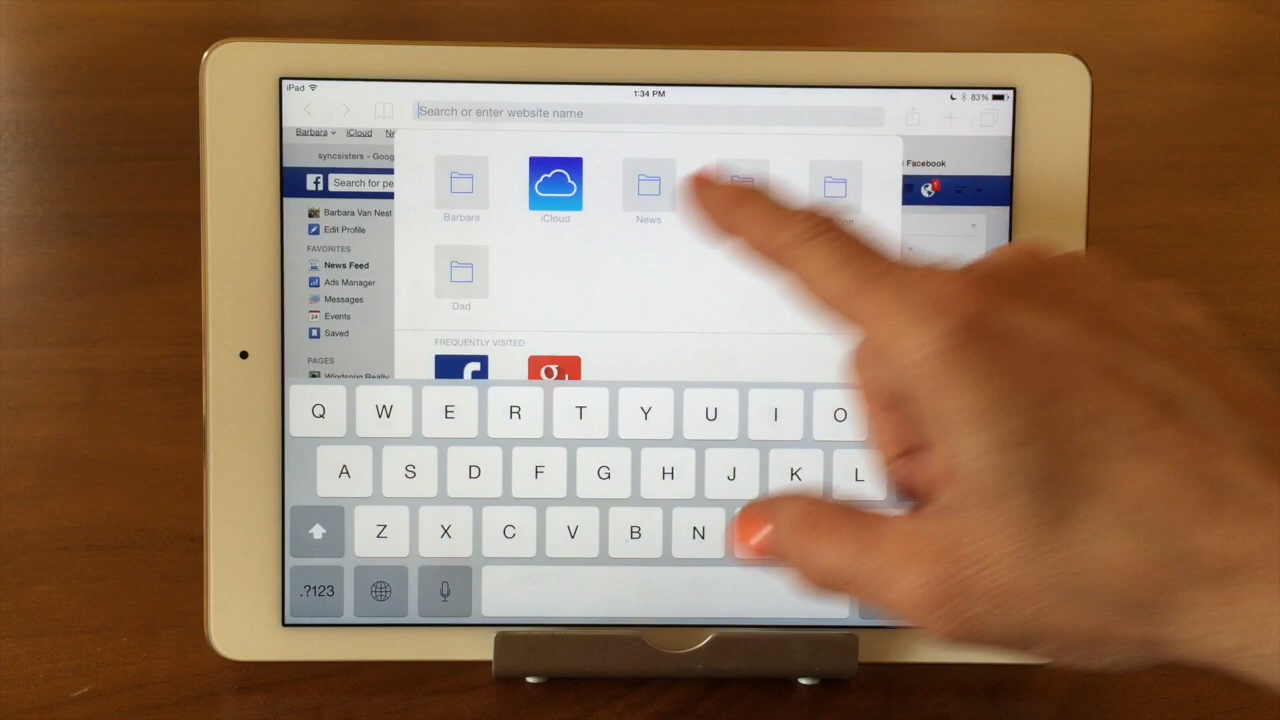 iPad 1:34 PM 83%
Search or enter website name
Barbara iCloud
syncsisters - Goog Facebook
f Search for pe 1
Barbara iCloud News
Barbara Van Nest
Edit Profile
FAVORITES
News Feed
Ads Manager
Messages
24 Events
Saved
Dad
PAGES
Windsong Realty
FREQUENTLY VISITED
f g+
Q W E R T Y U I O
A S D F G H J K L
Z X C V B N
.?123